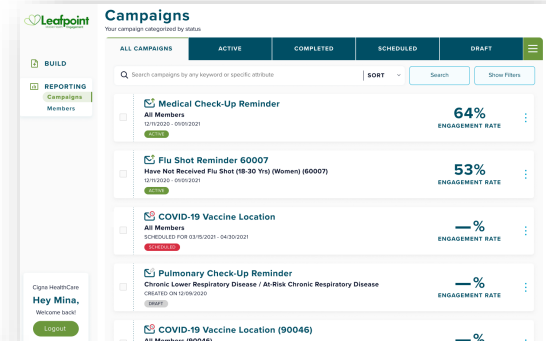 Leafpoint
Campaigns
Your campaign categorized by status
ALL CAMPAIGNS
ACTIVE
COMPLETED
SCHEDULED
DRAFT
BUILD
REPORTING
Campaigns
Members
Search campaigns by any keyword or specific attribute
SORT
Search
Show Filters
Medical Check-Up Reminder
All Members
12/11/2020 - 01/01/2021
ACTIVE
64%
ENGAGEMENT RATE
Flu Shot Reminder 60007
Have Not Received Flu Shot (18-30 Yrs) (Women) (60007)
12/11/2020 - 01/01/2021
ACTIVE
53%
ENGAGEMENT RATE
COVID-19 Vaccine Location
All Members
SCHEDULED FOR 03/15/2021 - 04/30/2021
SCHEDULED
—%
ENGAGEMENT RATE
Pulmonary Check-Up Reminder
Chronic Lower Respiratory Disease / At-Risk Chronic Respiratory Disease
CREATED ON 12/09/2020
DRAFT
—%
ENGAGEMENT RATE
COVID-19 Vaccine Location (90046)
All Members (90046)
—%
Cigna HealthCare
Hey Mina,
Welcome back!
Logout